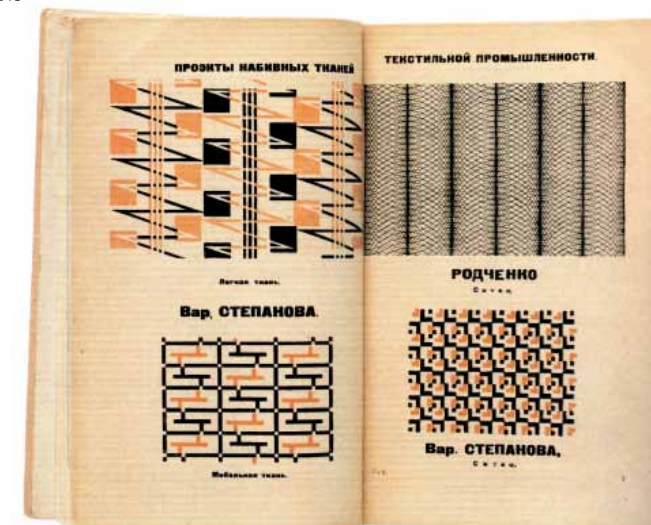 ПРОЭКТЫ НАБИВНЫХ ТКАНЕЙ
Легкая ткань.
Вар, СТЕПАНОВА.
Мебельная ткань.
ТЕКСТИЛЬНОЙ ПРОМЫШЛЕННОСТИ.
РОДЧЕНКО
Ситец.
Вар. СТЕПАНОВА,
Ситец.